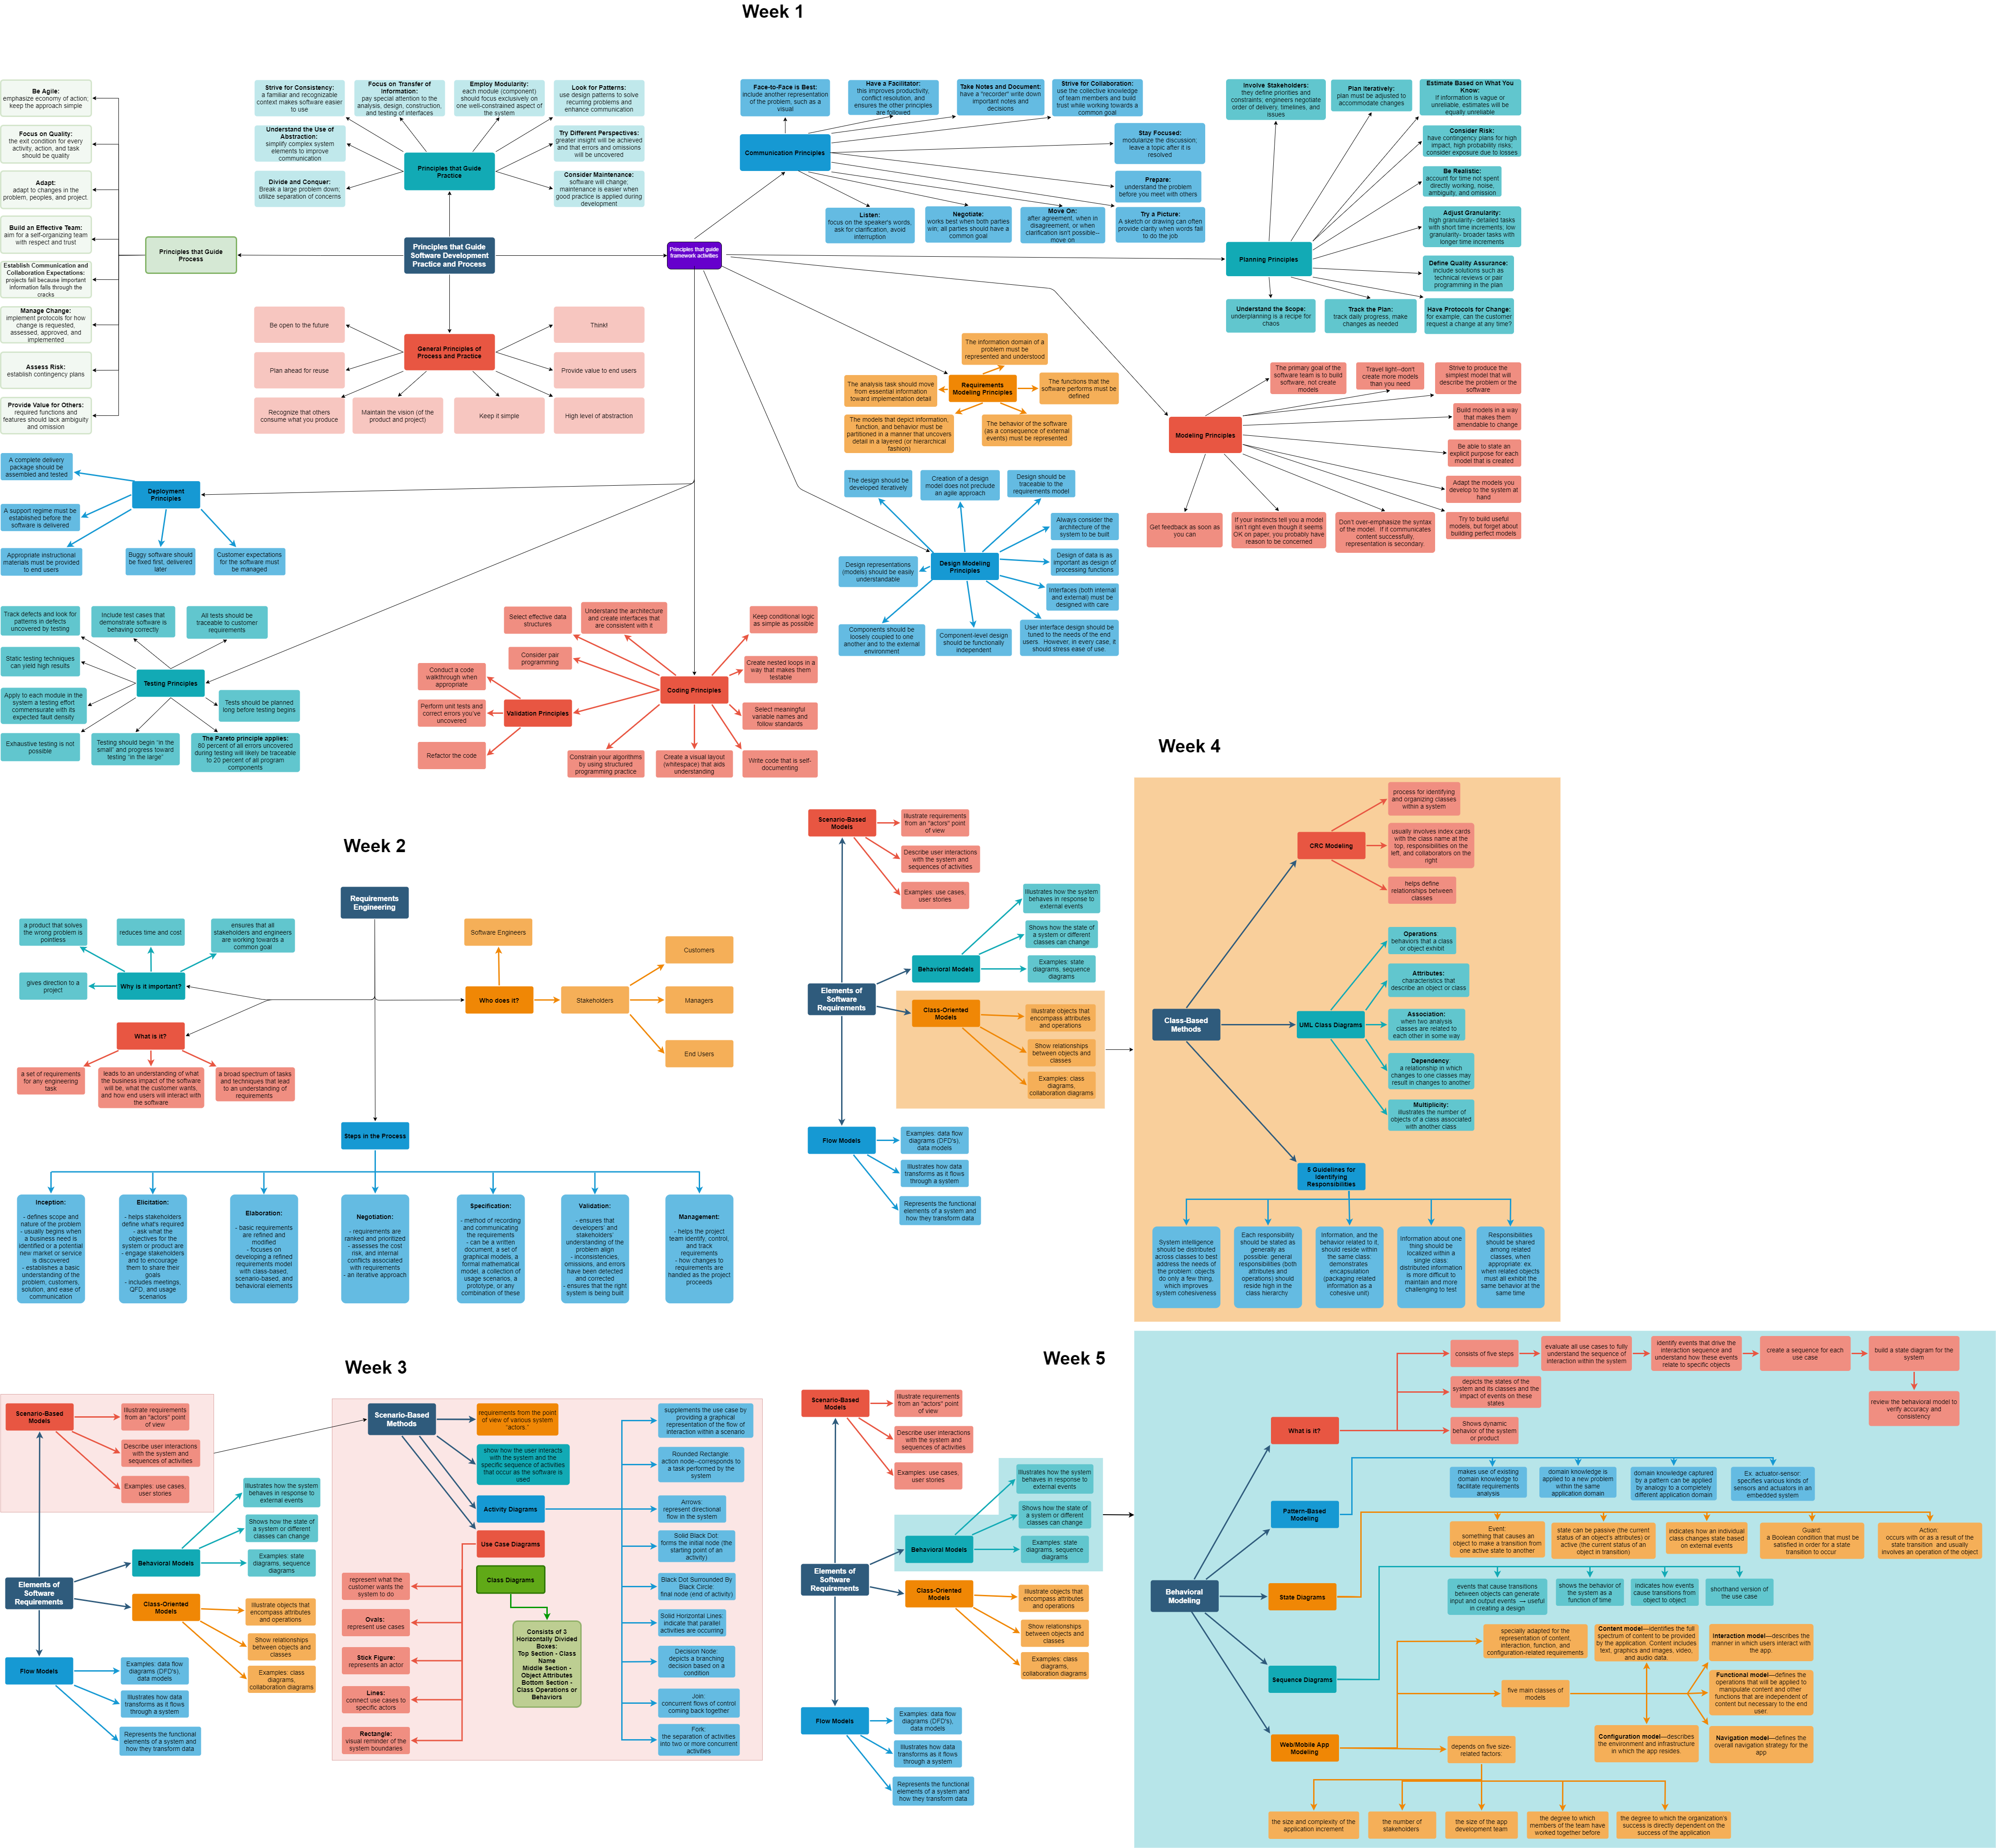 Week 1
Be Agile:
emphasize economy of action;
keep the approach simple
Focus on Quality:
the exit condition for every
activity, action, and task
should be quality
Adapt:
adapt to changes in the
problem, peoples, and project
Build an Effective Team:
aim for a self-organizing team
with respect and trust
Establish Communication and
Collaboration Expectations:
projects fail because important
information falls through the
cracks
Manage Change:
implement protocols for how
change is requested,
assessed, approved, and
implemented
Assess Risk:
establish contingency plans
Provide Value for Others:
required functions and
features should lack ambiguity
and omission
Principles that Guide
Process
Strive for Consistency:
a familiar and recognizable
context makes software easier
to use
Focus on Transfer of
Information:
pay special attention to the
analysis, design, construction,
and testing of interfaces
Employ Modularity:
each module (component)
should focus exclusively on
one well-constrained aspect of
the system
Look for Patterns:
use design patterns to solve
recurring problems and
enhance communication
Understand the Use of
Abstraction:
simplify complex system
elements to improve
communication
Try Different Perspectives:
greater insight will be achieved
and that errors and omissions
will be uncovered
Divide and Conquer:
Break a large problem down;
utilize separation of concerns
Consider Maintenance:
software will change;
maintenance is easier when
good practice is applied during
development
Principles that Guide
Practice
Principles that Guide
Software Development
Practice and Process
Principles that guide
framework activities
General Principles of
Process and Practice
Be open to the future
Think!
Plan ahead for reuse
Provide value to end users
Recognize that others
consume what you produce
Maintain the vision (of the
product and project)
Keep it simple
High level of abstraction
Face-to-Face is Best:
include another representation
of the problem, such as a
visual
Have a Facilitator:
this improves productivity,
conflict resolution, and
ensures the other principles
are followed
Take Notes and Document:
have a "recorder" write down
important notes and
decisions
Strive for Collaboration:
use the collective knowledge
of team members and build
trust while working towards a
common goal
Communication Principles
Stay Focused:
modularize the discussion;
leave a topic after it is
resolved
Prepare:
understand the problem
before you meet with others
Listen:
focus on the speaker's words,
ask for clarification, avoid
interruption
Negotiate:
works best when both parties
win; all parties should have a
common goal
Move On:
after agreement, when in
disagreement, or when
clarification isn't possible--
move on
Try a Picture:
A sketch or drawing can often
provide clarity when words fail
to do the job
Involve Stakeholders:
they define priorities and
constraints; engineers negotiate
order of delivery, timelines, and
issues
Plan Iteratively:
plan must be adjusted to
accommodate changes
Estimate Based on What You
Know:
If information is vague or
unreliable, estimates will be
equally unreliable
Consider Risk:
have contingency plans for high
impact, high probability risks;
consider exposure due to losses
Be Realistic:
account for time not spent
directly working, noise,
ambiguity, and omission
Adjust Granularity:
high granularity- detailed tasks
with short time increments; low
granularity- broader tasks with
longer time increments
Planning Principles
Define Quality Assurance:
include solutions such as
technical reviews or pair
programming in the plan
Understand the Scope:
underplanning is a recipe for
chaos
Track the Plan:
track daily progress, make
changes as needed
Have Protocols for Change:
for example, can the customer
request a change at any time?
The information domain of a
problem must be
represented and understood
The analysis task should move
from essential information
toward implementation detail
Requirements
Modeling Principles
The functions that the
software performs must be
defined
The models that depict information,
function, and behavior must be
partitioned in a manner that uncovers
detail in a layered (or hierarchical
fashion)
The behavior of the software
(as a consequence of external
events) must be represented
The primary goal of the
software team is to build
software, not create
models
Travel light--don't
create more models
than you need
Strive to produce the
simplest model that will
describe the problem or the
software
Build models in a way
that makes them
amendable to change
Modeling Principles
Be able to state an
explicit purpose for each
model that is created
Adapt the models you
develop to the system at
hand
Get feedback as soon as
you can
If your instincts tell you a model
isn't right even though it seems
OK on paper, you probably have
reason to be concerned
Don't over-emphasize the syntax
of the model. If it communicates
content successfully,
representation is secondary.
Try to build useful
models, but forget about
building perfect models
A complete delivery
package should be
assembled and tested
Deployment
Principles
A support regime must be
established before the
software is delivered
Appropriate instructional
materials must be provided
to end users
Buggy software should
be fixed first, delivered
later
Customer expectations
for the software must
be managed
The design should be
developed iteratively
Creation of a design
model does not preclude
an agile approach
Design should be
traceable to the
requirements model
Always consider the
architecture of the
system to be built
Design of data is as
important as design of
processing functions
Design representations
(models) should be easily
understandable
Design Modeling
Principles
Interfaces (both internal
and external) must be
designed with care
Components should be
loosely coupled to one
another and to the external
environment
Component-level design
should be functionally
independent
User interface design should be
tuned to the needs of the end
users. However, in every case, it
should stress ease of use.
Track defects and look for
patterns in defects
uncovered by testing
Include test cases that
demonstrate software is
behaving correctly
All tests should be
traceable to customer
requirements
Static testing techniques
can yield high results
Testing Principles
Apply to each module in the
system a testing effort
commensurate with its
expected fault density
Tests should be planned
long before testing begins
Exhaustive testing is not
possible
Testing should begin "in the
small" and progress toward
testing "in the large"
The Pareto principle applies:
80 percent of all errors uncovered
during testing will likely be traceable
to 20 percent of all program
components
Select effective data
structures
Understand the architecture
and create interfaces that
are consistent with it
Keep conditional logic
as simple as possible
Consider pair
programming
Create nested loops in a
way that makes them
testable
Conduct a code
walkthrough when
appropriate
Coding Principles
Perform unit tests and
correct errors you've
uncovered
Validation Principles
Select meaningful
variable names and
follow standards
Refactor the code
Constrain your algorithms
by using structured
programming practice
Create a visual layout
(whitespace) that aids
understanding
Write code that is self-
documenting
Week 2
Requirements
Engineering
a product that solves
the wrong problem is
pointless
reduces time and cost
ensures that all
stakeholders and engineers
are working towards a
common goal
gives direction to a
project
Why is it important?
What is it?
a set of requirements
for any engineering
task
leads to an understanding of what
the business impact of the software
will be, what the customer wants,
and how end users will interact with
the software
a broad spectrum of tasks
and techniques that lead
to an understanding of
requirements
Software Engineers
Who does it?
Stakeholders
Customers
Managers
End Users
Steps in the Process
Inception:
- defines scope and
nature of the problem
- usually begins when
a business need is
identified or a potential
new market or service
is discovered
- establishes a basic
understanding of the
problem, customers,
solution, and ease of
communication
Elicitation:
- helps stakeholders
define what's required
- ask what the
objectives for the
system or product are
- engage stakeholders
and to encourage
them to share their
goals
- includes meetings,
QFD, and usage
scenarios
Elaboration:
- basic requirements
are refined and
modified
- focuses on
developing a refined
requirements model
with class-based,
scenario-based, and
behavioral elements
Negotiation:
- requirements are
ranked and prioritized
- assesses the cost
risk, and internal
conflicts associated
with requirements
- an iterative approach
Specification:
- method of recording
and communicating
the requirements
- can be a written
document, a set of
graphical models, a
formal mathematical
model, a collection of
usage scenarios, a
prototype, or any
combination of these
Validation:
- ensures that
developers' and
stakeholders'
understanding of the
problem align
- inconsistencies,
omissions, and errors
have been detected
and corrected
- ensures that the right
system is being built
Management:
- helps the project
team identify, control,
and track
requirements
- how changes to
requirements are
handled as the project
proceeds
Week 4
Scenario-Based
Models
Illustrate requirements
from an "actors" point
of view
Describe user interactions
with the system and
sequences of activities
Examples: use cases,
user stories
Illustrates how the system
behaves in response to
external events
Shows how the state of
a system or different
classes can change
Behavioral Models
Examples: state
diagrams, sequence
diagrams
Elements of
Software
Requirements
Class-Oriented
Models
Illustrate objects that
encompass attributes
and operations
Show relationships
between objects and
classes
Examples: class
diagrams,
collaboration diagrams
Flow Models
Examples: data flow
diagrams (DFD's),
data models
Illustrates how data
transforms as it flows
through a system
Represents the functional
elements of a system and
how they transform data
process for identifying
and organizing classes
within a system
CRC Modeling
usually involves index cards
with the class name at the
top, responsibilities on the
left, and collaborators on the
right
helps define
relationships between
classes
Operations:
behaviors that a class
or object exhibit
Attributes:
characteristics that
describe an object or class
Class-Based
Methods
UML Class Diagrams
Association:
when two analysis
classes are related to
each other in some way
Dependency:
a relationship in which
changes to one classes may
result in changes to another
Multiplicity:
illustrates the number of
objects of a class associated
with another class
5 Guidelines for
Identifying
Responsibilities
System intelligence
should be distributed
across classes to best
address the needs of
the problem: objects
do only a few thing,
which improves
system cohesiveness
Each responsibility
should be stated as
generally as
possible: general
responsibilities (both
attributes and
operations) should
reside high in the
class hierarchy
Information, and the
behavior related to it,
should reside within
the same class:
demonstrates
encapsulation
(packaging related
information as a
cohesive unit)
Information about one
thing should be
localized within a
single class:
distributed information
is more difficult to
maintain and more
challenging to test
Responsibilities
should be shared
among related
classes, when
appropriate: ex.
when related objects
must all exhibit the
same behavior at the
same time
Week 3
Scenario-Based
Models
Illustrate requirements
from an "actors" point
of view
Describe user interactions
with the system and
sequences of activities
Examples: use cases,
user stories
Illustrates how the system
behaves in response to
external events
Shows how the state of
a system or different
classes can change
Behavioral Models
Examples: state
diagrams, sequence
diagrams
Elements of
Software
Requirements
Class-Oriented
Models
Illustrate objects that
encompass attributes
and operations
Show relationships
between objects and
classes
Examples: class
diagrams,
collaboration diagrams
Flow Models
Examples: data flow
diagrams (DFD's),
data models
Illustrates how data
transforms as it flows
through a system
Represents the functional
elements of a system and
how they transform data
Scenario-Based
Methods
requirements from the point
of view of various system
"actors."
show how the user interacts
with the system and the
specific sequence of activities
that occur as the software is
used
Activity Diagrams
Use Case Diagrams
Class Diagrams
represent what the
customer wants the
system to do
Ovals:
represent use cases
Stick Figure:
represents an actor
Lines:
connect use cases to
specific actors
Rectangle:
visual reminder of the
system boundaries
Consists of 3
Horizontally Divided
Boxes:
Top Section - Class
Name
Middle Section -
Object Attributes
Bottom Section -
Class Operations or
Behaviors
supplements the use case by
providing a graphical
representation of the flow of
interaction within a scenario
Rounded Rectangle:
action node--corresponds to
a task performed by the
system
Arrows:
represent directional
flow in the system
Solid Black Dot:
forms the initial node (the
starting point of an
activity)
Black Dot Surrounded By
Black Circle:
final node (end of activity)
Solid Horizontal Lines:
indicate that parallel
activities are occurring
Decision Node:
depicts a branching
decision based on a
condition
Join:
concurrent flows of control
coming back together
Fork:
the separation of activities
into two or more concurrent
activities
Week 5
Scenario-Based
Models
Illustrate requirements
from an "actors" point
of view
Describe user interactions
with the system and
sequences of activities
Examples: use cases,
user stories
Illustrates how the system
behaves in response to
external events
Shows how the state of
a system or different
classes can change
Behavioral Models
Examples: state
diagrams, sequence
diagrams
Elements of
Software
Requirements
Class-Oriented
Models
Illustrate objects that
encompass attributes
and operations
Show relationships
between objects and
classes
Examples: class
diagrams,
collaboration diagrams
Flow Models
Examples: data flow
diagrams (DFD's),
data models
Illustrates how data
transforms as it flows
through a system
Represents the functional
elements of a system and
how they transform data
Behavioral
Modeling
What is it?
consists of five steps
evaluate all use cases to fully
understand the sequence of
interaction within the system
identify events that drive the
interaction sequence and
understand how these events
relate to specific objects
create a sequence for each
use case
build a state diagram for the
system
review the behavioral model to
verify accuracy and
consistency
depicts the states of the
system and its classes and the
impact of events on these
states
Shows dynamic
behavior of the system
or product
Pattern-Based
Modeling
makes use of existing
domain knowledge to
facilitate requirements
analysis
domain knowledge is
applied to a new problem
within the same
application domain
domain knowledge captured
by a pattern can be applied
by analogy to a completely
different application domain
Ex. actuator-sensor:
specifies various kinds of
sensors and actuators in an
embedded system
State Diagrams
Event:
something that causes an
object to make a transition from
one active state to another
state can be passive (the current
status of an object's attributes) or
active (the current status of an
object in transition)
indicates how an individual
class changes state based
on external events
Guard
a Boolean condition that must be
satisfied in order for a state
transition to occur
Action:
occurs with or as a result of the
state transition and usually
involves an operation of the object
Sequence Diagrams
events that cause transitions
between objects can generate
input and output events → useful
in creating a design
shows the behavior of
the system as a
function of time
indicates how events
cause transitions from
object to object
shorthand version of
the use case
Web/Mobile App
Modeling
specially adapted for the
representation of content,
interaction, function, and
configuration-related requirements
five main classes of
models
Content model—identifies the full
spectrum of content to be provided
by the application. Content includes
text, graphics and images, video,
and audio data.
Interaction model—describes the
manner in which users interact with
the app.
Functional model—defines the
operations that will be applied to
manipulate content and other
functions that are independent of
content but necessary to the end
user.
Configuration model—describes
the environment and infrastructure
in which the app resides.
Navigation model—defines the
overall navigation strategy for the
app
depends on five size-
related factors:
the size and complexity of the
application increment
the number of
stakeholders
the size of the app
development team
the degree to which
members of the team have
worked together before
the degree to which the organization's
success is directly dependent on the
success of the application